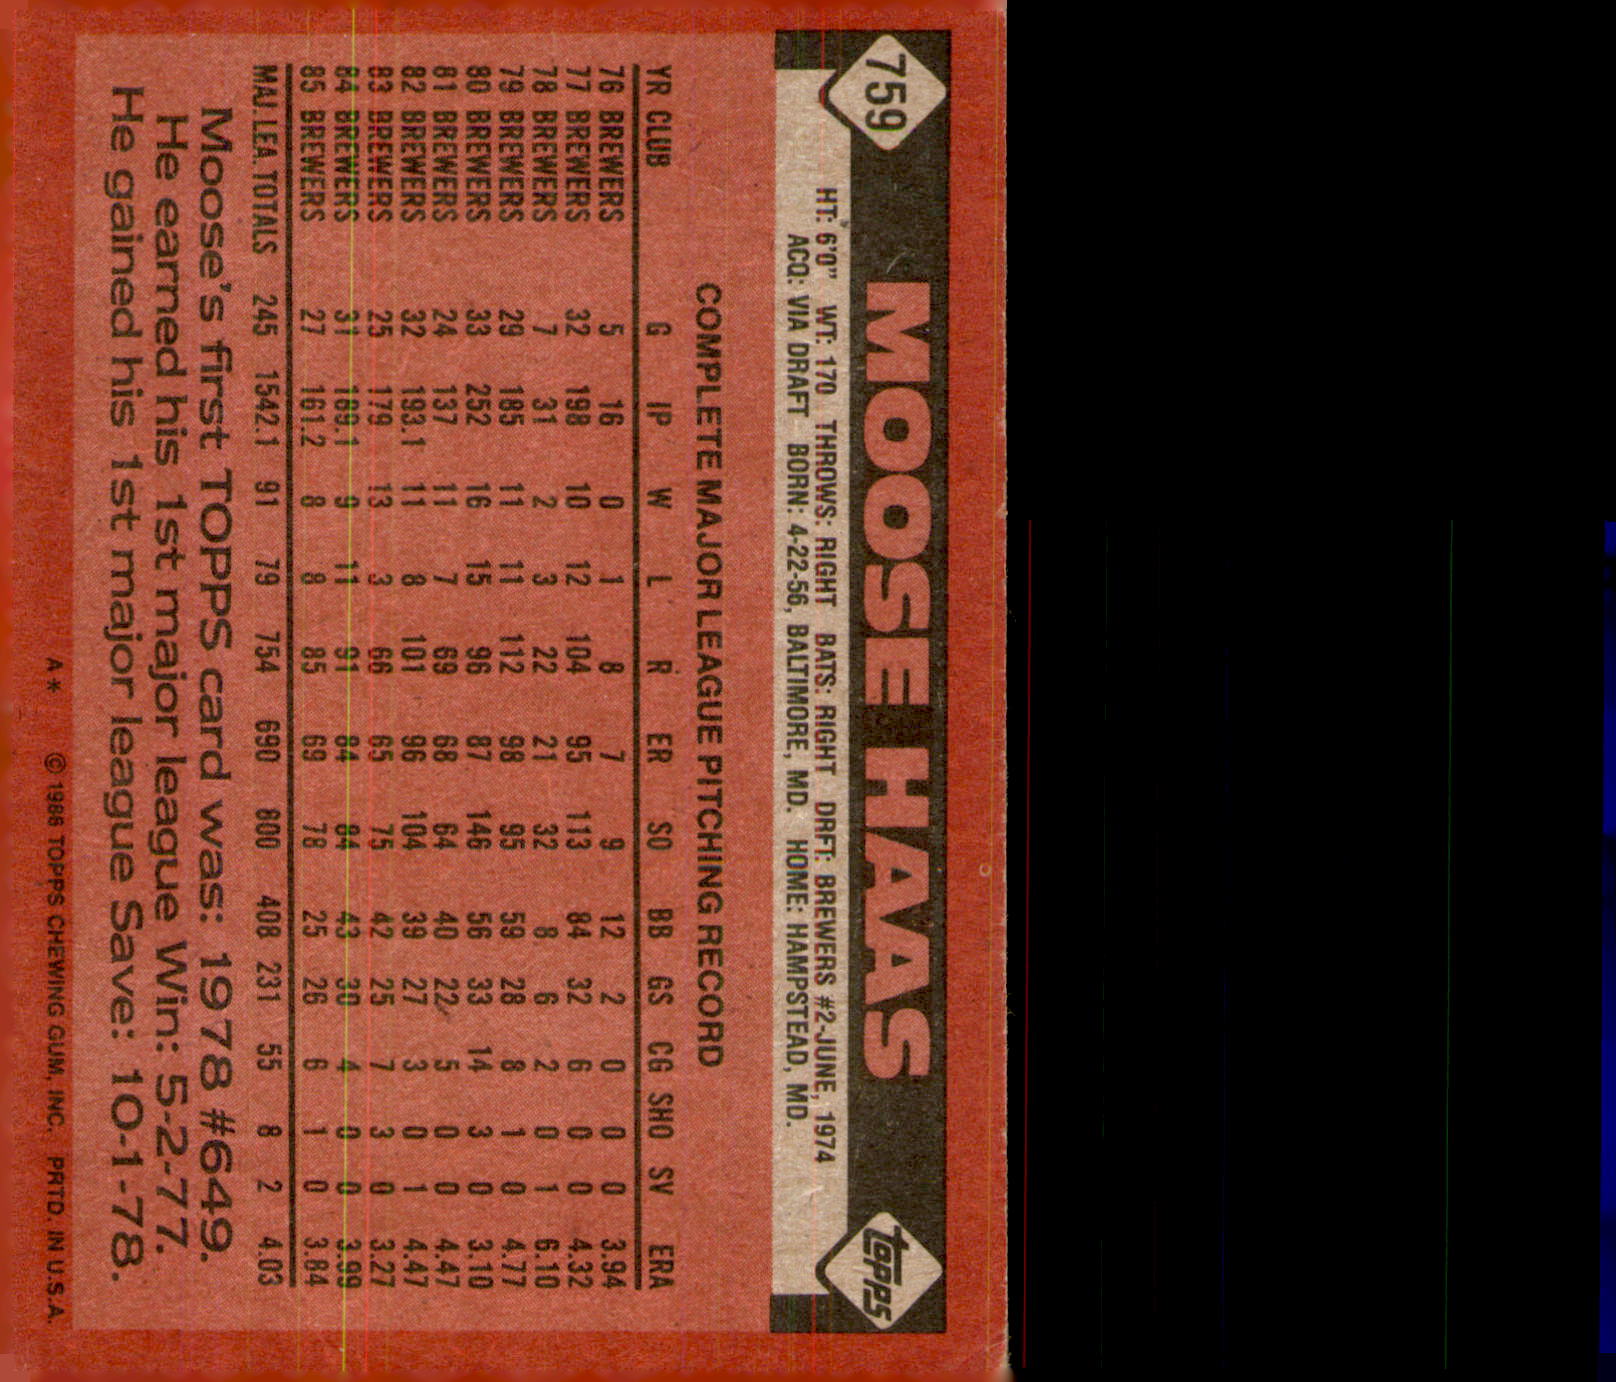 759
MOOSE HAAS
topps
HT: 6'0" WT: 170 THROWS: RIGHT BATS: RIGHT DRFT: BREWERS #2-JUNE, 1974
ACQ: VIA DRAFT BORN: 4-22-56, BALTIMORE, MD. HOME: HAMPSTEAD, MD.
COMPLETE MAJOR LEAGUE PITCHING RECORD
YR CLUB G IP W L R ER SO BB GS CG SHO SV ERA
76 BREWERS 5 16 0 1 8 7 9 12 2 0 0 0 3.94
77 BREWERS 32 198 10 12 104 95 113 84 32 6 0 0 4.32
78 BREWERS 7 31 2 3 22 21 32 8 6 2 0 1 6.10
79 BREWERS 29 185 11 11 112 98 95 59 28 8 1 0 4.77
80 BREWERS 33 252 16 15 96 87 146 56 33 14 3 0 3.10
81 BREWERS 24 137 11 7 69 68 64 40 22 5 0 0 4.47
82 BREWERS 32 193.1 11 8 101 96 104 39 27 3 0 1 4.47
83 BREWERS 25 179 13 3 66 65 75 42 25 7 3 0 3.27
84 BREWERS 31 189.1 9 11 91 84 84 43 30 4 0 0 3.99
85 BREWERS 27 161.2 8 8 85 69 78 25 26 6 1 0 3.84
MAJ. LEA. TOTALS 245 1542.1 91 79 754 690 800 408 231 55 8 2 4.03
Moose's first TOPPS card was: 1978 #649.
He earned his 1st major league Win: 5-2-77.
He gained his 1st major league Save: 10-1-78.
A* © 1986 TOPPS CHEWING GUM, INC. PRTD. IN U.S.A.